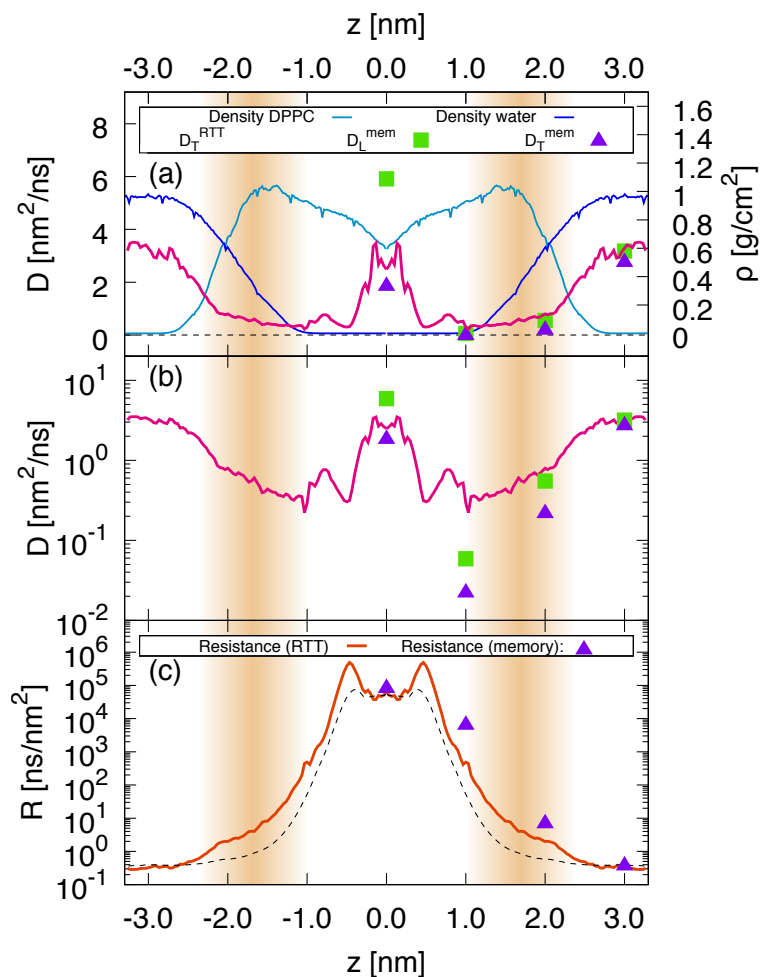 z [nm]
-3.0 -2.0 -1.0 0.0 1.0 2.0 3.0
Density DPPC Density water
D_T^RTT D_L^mem D_T^mem
(a)
8
6
4
2
0
D [nm²/ns]
1.6
1.4
1.2
1
0.8
0.6
0.4
0.2
0
ρ [g/cm²]
(b)
10¹
10⁰
10⁻¹
10⁻²
D [nm²/ns]
Resistance (RTT) Resistance (memory):
(c)
10⁶
10⁵
10⁴
10³
10²
10¹
10⁰
10⁻¹
R [ns/nm²]
-3.0 -2.0 -1.0 0.0 1.0 2.0 3.0
z [nm]